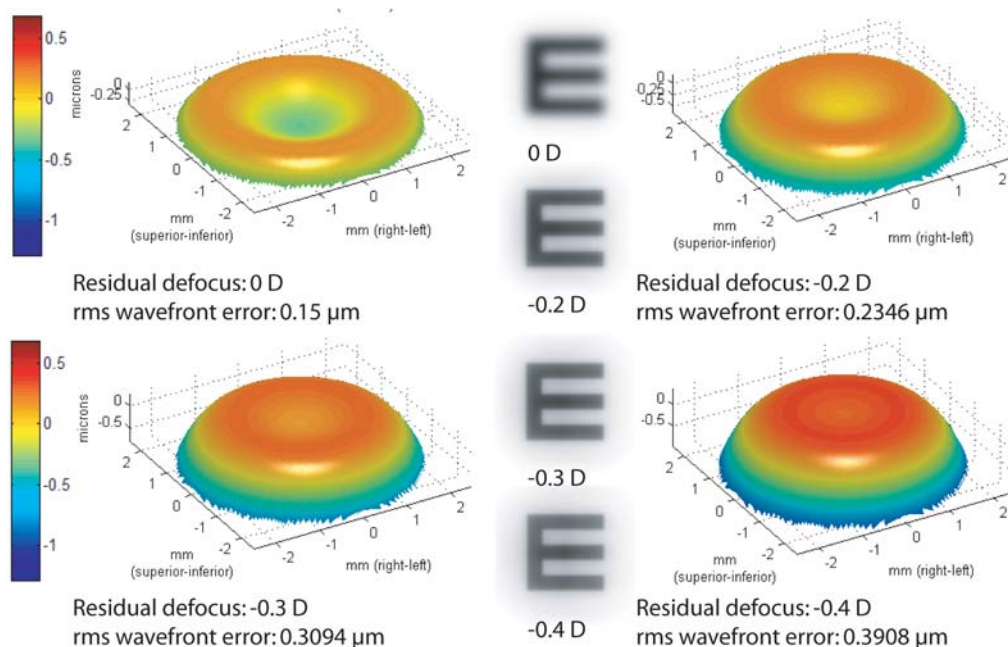 0.5
0
-0.5
-1
microns
0
-0.25
2
1
0
-1
-2
mm
(superior-inferior)
-2
-1
0
1
2
mm (right-left)
Residual defocus: 0 D
rms wavefront error: 0.15 µm
E
0 D
E
-0.2 D
0
-0.25
-0.5
2
1
0
-1
-2
mm
(superior-inferior)
-2
-1
0
1
2
mm (right-left)
Residual defocus: -0.2 D
rms wavefront error: 0.2346 µm
0.5
0
-0.5
-1
microns
0
-0.5
2
1
0
-1
-2
mm
(superior-inferior)
-2
-1
0
1
2
mm (right-left)
Residual defocus: -0.3 D
rms wavefront error: 0.3094 µm
E
-0.3 D
E
-0.4 D
0
-0.5
2
1
0
-1
-2
mm
(superior-inferior)
-2
-1
0
1
2
mm (right-left)
Residual defocus: -0.4 D
rms wavefront error: 0.3908 µm